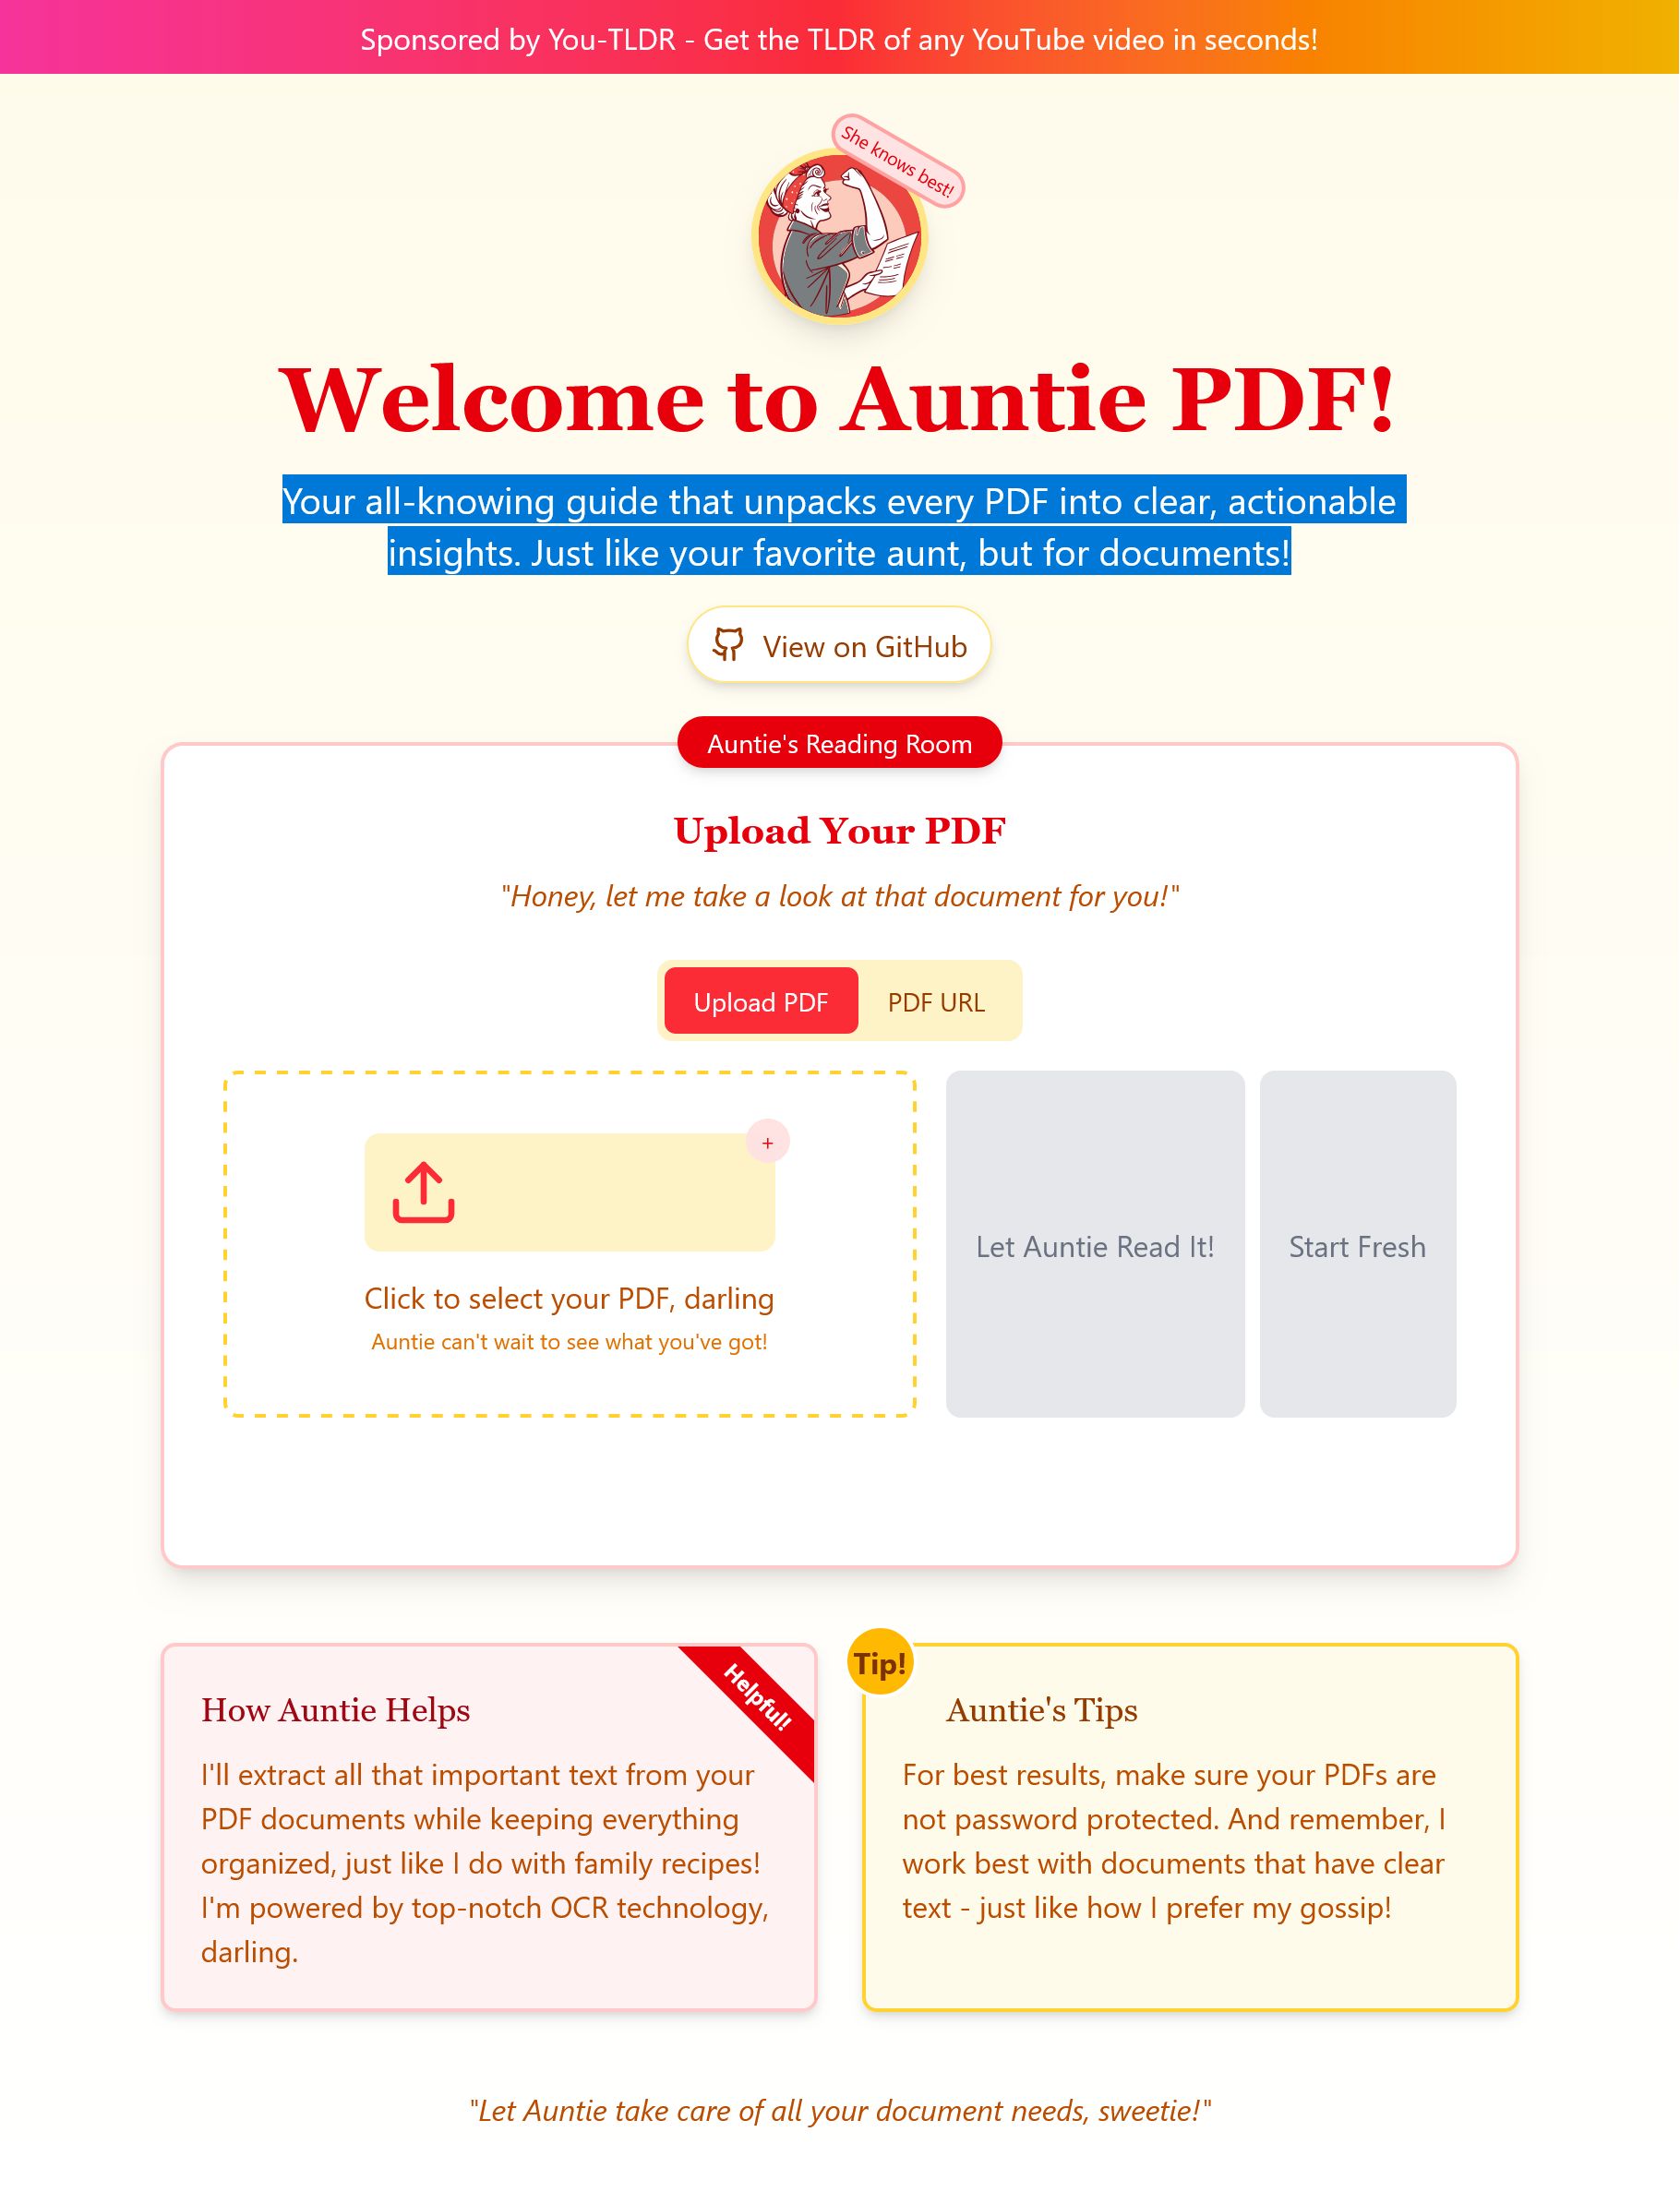 Sponsored by You-TLDR - Get the TLDR of any YouTube video in seconds!
She knows best!
Welcome to Auntie PDF!
Your all-knowing guide that unpacks every PDF into clear, actionable
insights. Just like your favorite aunt, but for documents!
View on GitHub
Auntie's Reading Room
Upload Your PDF
"Honey, let me take a look at that document for you!"
Upload PDF
PDF URL
+
Click to select your PDF, darling
Auntie can't wait to see what you've got!
Let Auntie Read It!
Start Fresh
Helpful!
How Auntie Helps
I'll extract all that important text from your
PDF documents while keeping everything
organized, just like I do with family recipes!
I'm powered by top-notch OCR technology,
darling.
Tip!
Auntie's Tips
For best results, make sure your PDFs are
not password protected. And remember, I
work best with documents that have clear
text - just like how I prefer my gossip!
"Let Auntie take care of all your document needs, sweetie!"